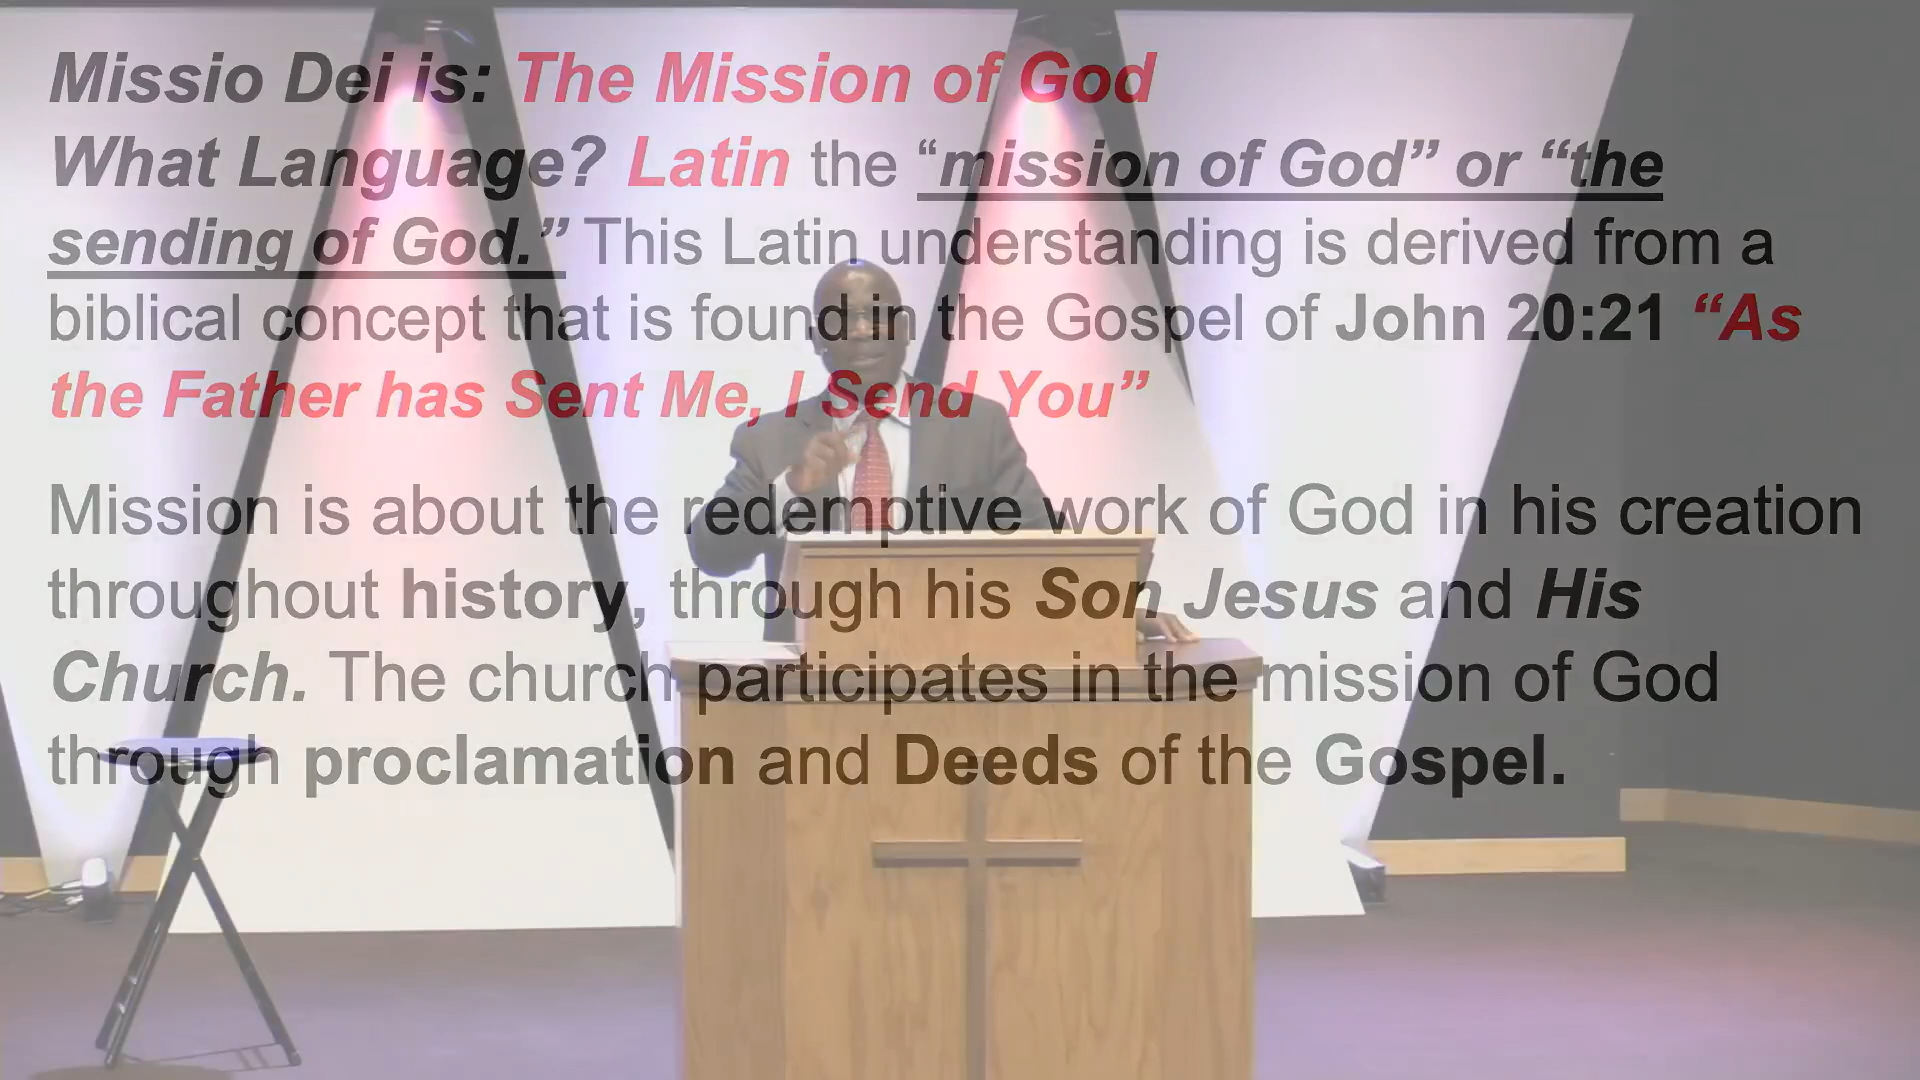 Missio Dei is: The Mission of God
What Language? Latin the “mission of God” or “the
sending of God.” This Latin understanding is derived from a
biblical concept that is found in the Gospel of John 20:21 “As
the Father has Sent Me, I Send You”
Mission is about the redemptive work of God in his creation
throughout history, through his Son Jesus and His
Church. The church participates in the mission of God
through proclamation and Deeds of the Gospel.